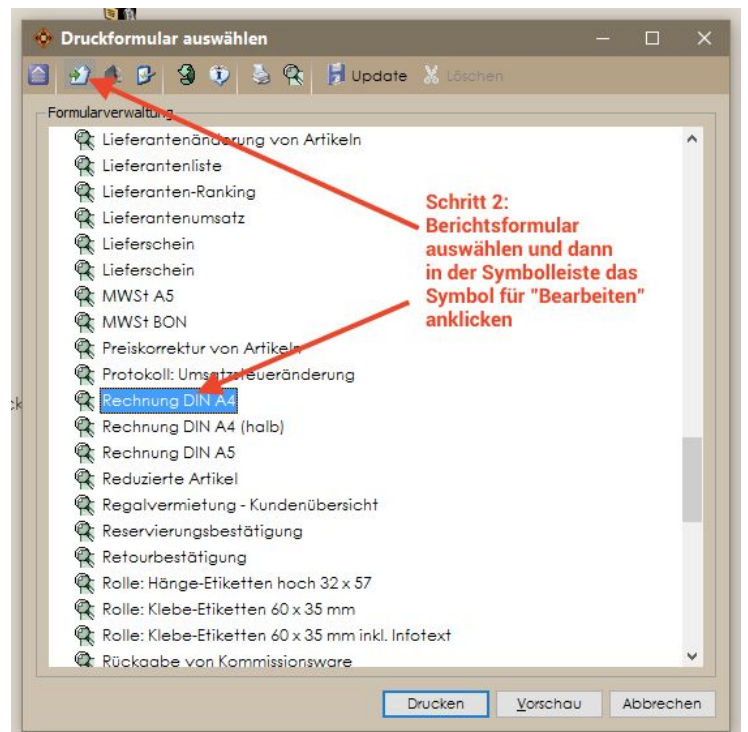 Druckformular auswählen
Update Löschen
Formularverwaltung
Lieferantenänderung von Artikeln
Lieferantenliste
Lieferanten-Ranking
Lieferantenumsatz
Lieferschein
Lieferschein
MWSt A5
MWSt BON
Preiskorrektur von Artikeln
Protokoll: Umsatzsteueränderung
Rechnung DIN A4
Rechnung DIN A4 (halb)
Rechnung DIN A5
Reduzierte Artikel
Regalvermietung - Kundenübersicht
Reservierungsbestätigung
Retourbestätigung
Rolle: Hänge-Etiketten hoch 32 x 57
Rolle: Klebe-Etiketten 60 x 35 mm
Rolle: Klebe-Etiketten 60 x 35 mm inkl. Infotext
Rückgabe von Kommissionsware
Schritt 2:
Berichtsformular
auswählen und dann
in der Symbolleiste das
Symbol für "Bearbeiten"
anklicken
Drucken Vorschau Abbrechen